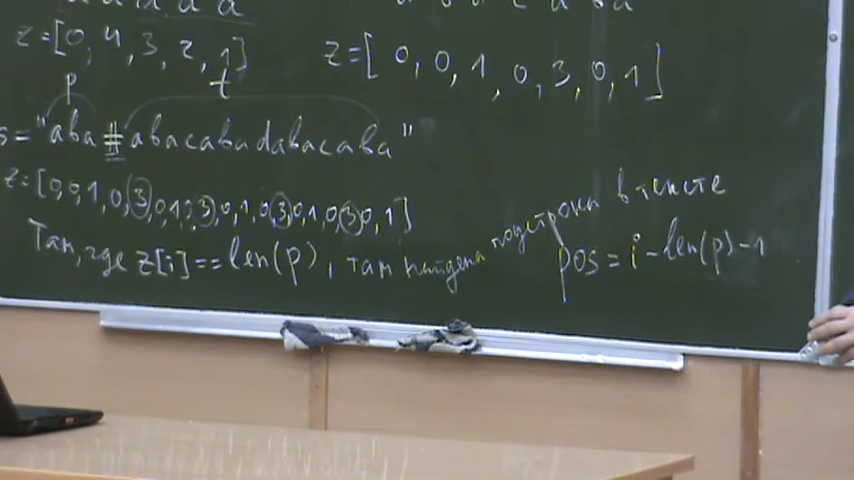 z=[0,4,3,2,1]
z=[0,0,1,0,3,0,1]
p t
s="aba#abacabadabacaba"
z=[0,0,1,0,3,0,1,0,3,0,1,0,3,0,1,0,3,0,1]
Там, где z[i]==len(p), там найдена подстрока в тексте
pos=i-len(p)-1